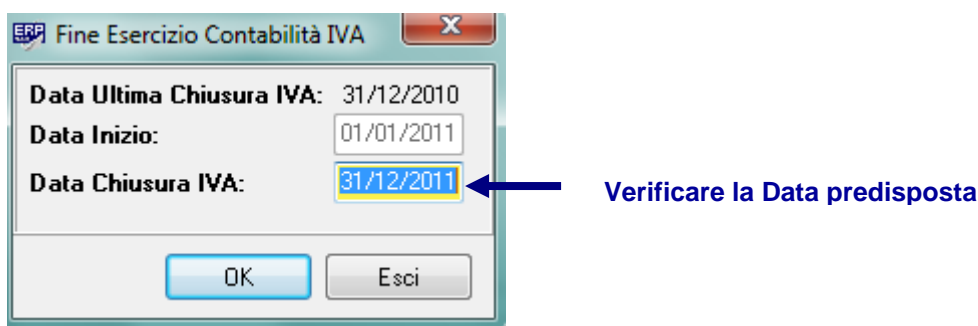 ERP Fine Esercizio Contabilità IVA
Data Ultima Chiusura IVA: 31/12/2010
Data Inizio: 01/01/2011
Data Chiusura IVA: 31/12/2011
Verificare la Data predisposta
OK Esci